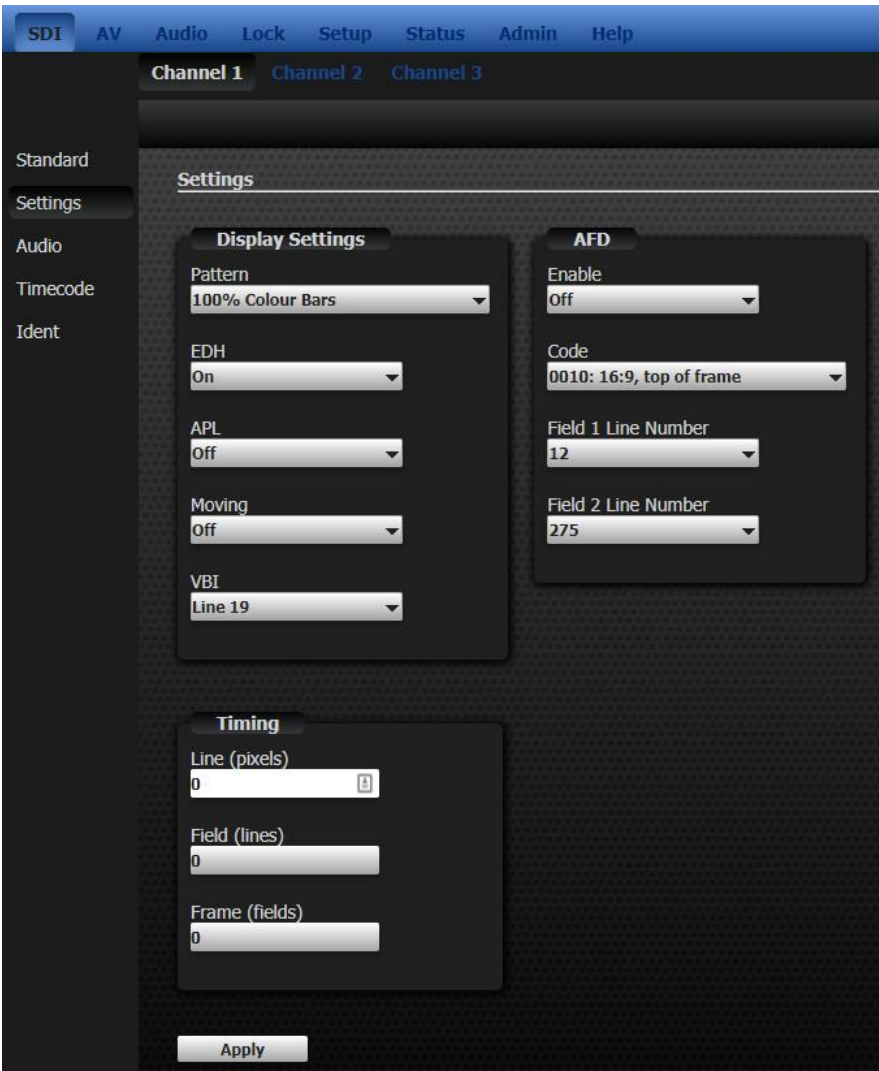 SDI AV Audio Lock Setup Status Admin Help
Channel 1 Channel 2 Channel 3
Standard
Settings
Audio
Timecode
Ident
Settings
Display Settings
Pattern
100% Colour Bars
EDH
On
APL
Off
Moving
Off
VBI
Line 19
AFD
Enable
Off
Code
0010: 16:9, top of frame
Field 1 Line Number
12
Field 2 Line Number
275
Timing
Line (pixels)
0
Field (lines)
0
Frame (fields)
0
Apply